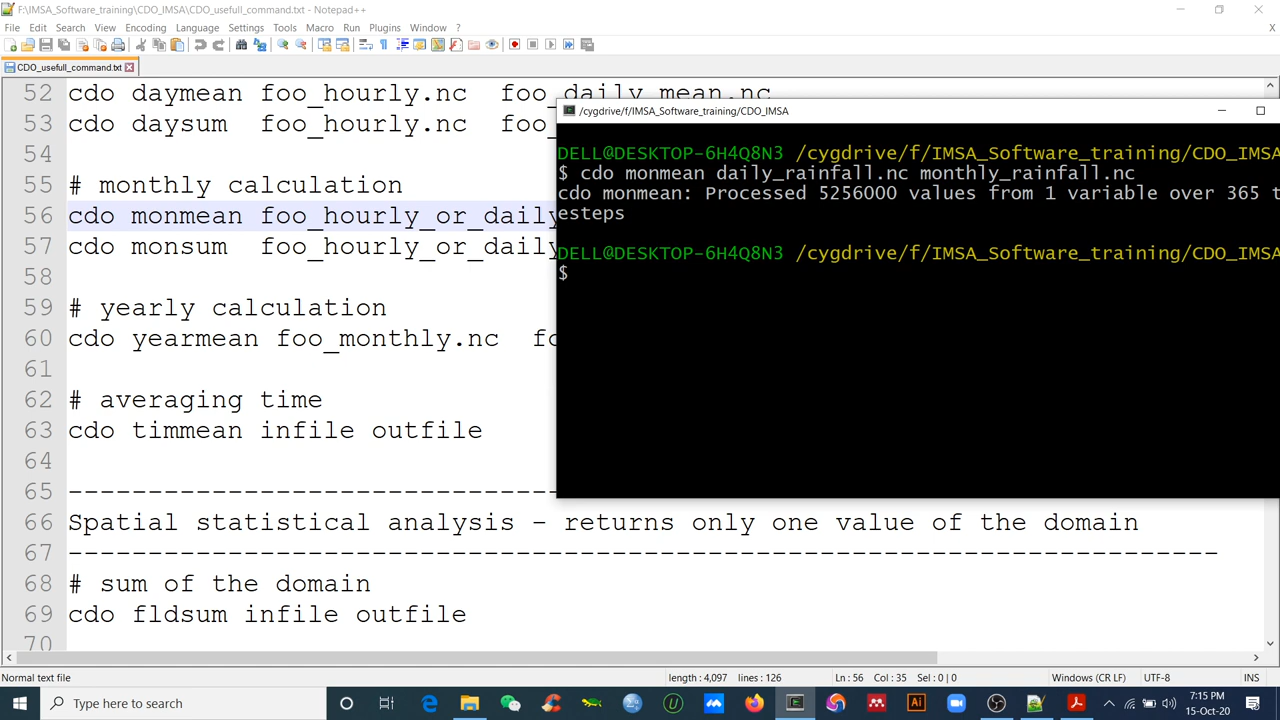 F:\IMSA_Software_training\CDO_IMSA\CDO_usefull_command.txt - Notepad++
File Edit Search View Encoding Language Settings Tools Macro Run Plugins Window ?
X
CDO_usefull_command.txt
52 cdo daymean foo_hourly.nc foo_daily_mean.nc
53 cdo daysum foo_hourly.nc foo_
54
55 # monthly calculation
56 cdo monmean foo_hourly_or_daily
57 cdo monsum foo_hourly_or_daily
58
59 # yearly calculation
60 cdo yearmean foo_monthly.nc fo
61
62 # averaging time
63 cdo timmean infile outfile
64
65 -------------------------------
66 Spatial statistical analysis - returns only one value of the domain
67 ------------------------------------------------------------------------
68 # sum of the domain
69 cdo fldsum infile outfile
70
/cygdrive/f/IMSA_Software_training/CDO_IMSA
DELL@DESKTOP-6H4Q8N3 /cygdrive/f/IMSA_Software_training/CDO_IMSA
$ cdo monmean daily_rainfall.nc monthly_rainfall.nc
cdo monmean: Processed 5256000 values from 1 variable over 365 t
esteps
DELL@DESKTOP-6H4Q8N3 /cygdrive/f/IMSA_Software_training/CDO_IMSA
$
Normal text file length : 4,097 lines : 126 Ln : 56 Col : 35 Sel : 0 | 0 Windows (CR LF) UTF-8 INS
Type here to search
7:15 PM
15-Oct-20